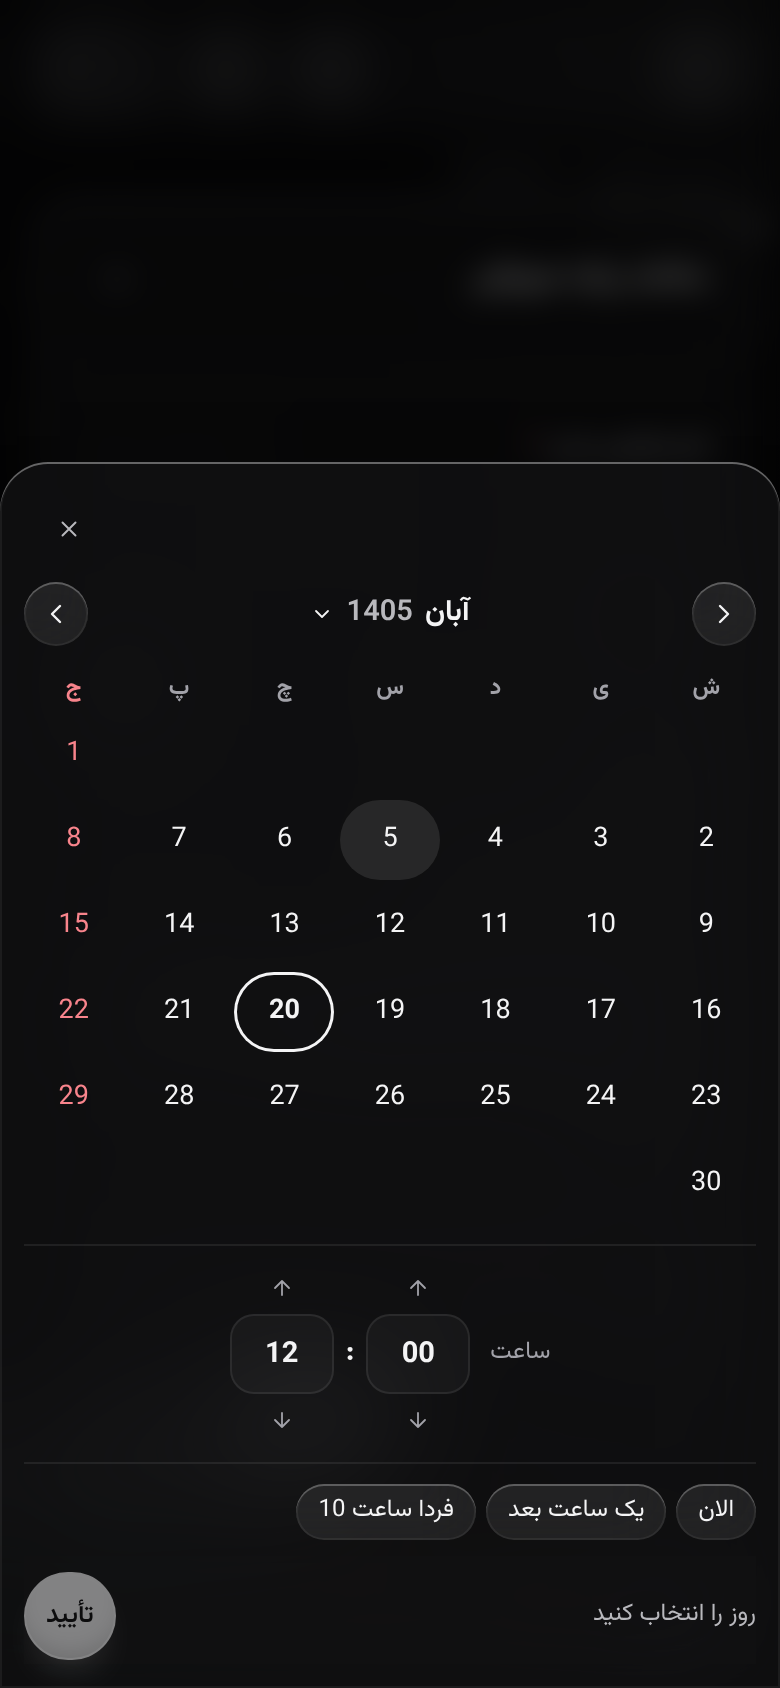 آبان 1405
ش ی د س چ پ ج
1
2 3 4 5 6 7 8
9 10 11 12 13 14 15
16 17 18 19 20 21 22
23 24 25 26 27 28 29
30
ساعت 12 : 00
الان یک ساعت بعد فردا ساعت 10
روز را انتخاب کنید تأیید